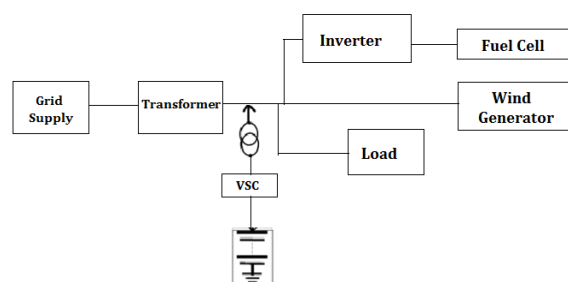 Inverter
Fuel Cell
Grid
Supply
Transformer
Wind
Generator
Load
VSC